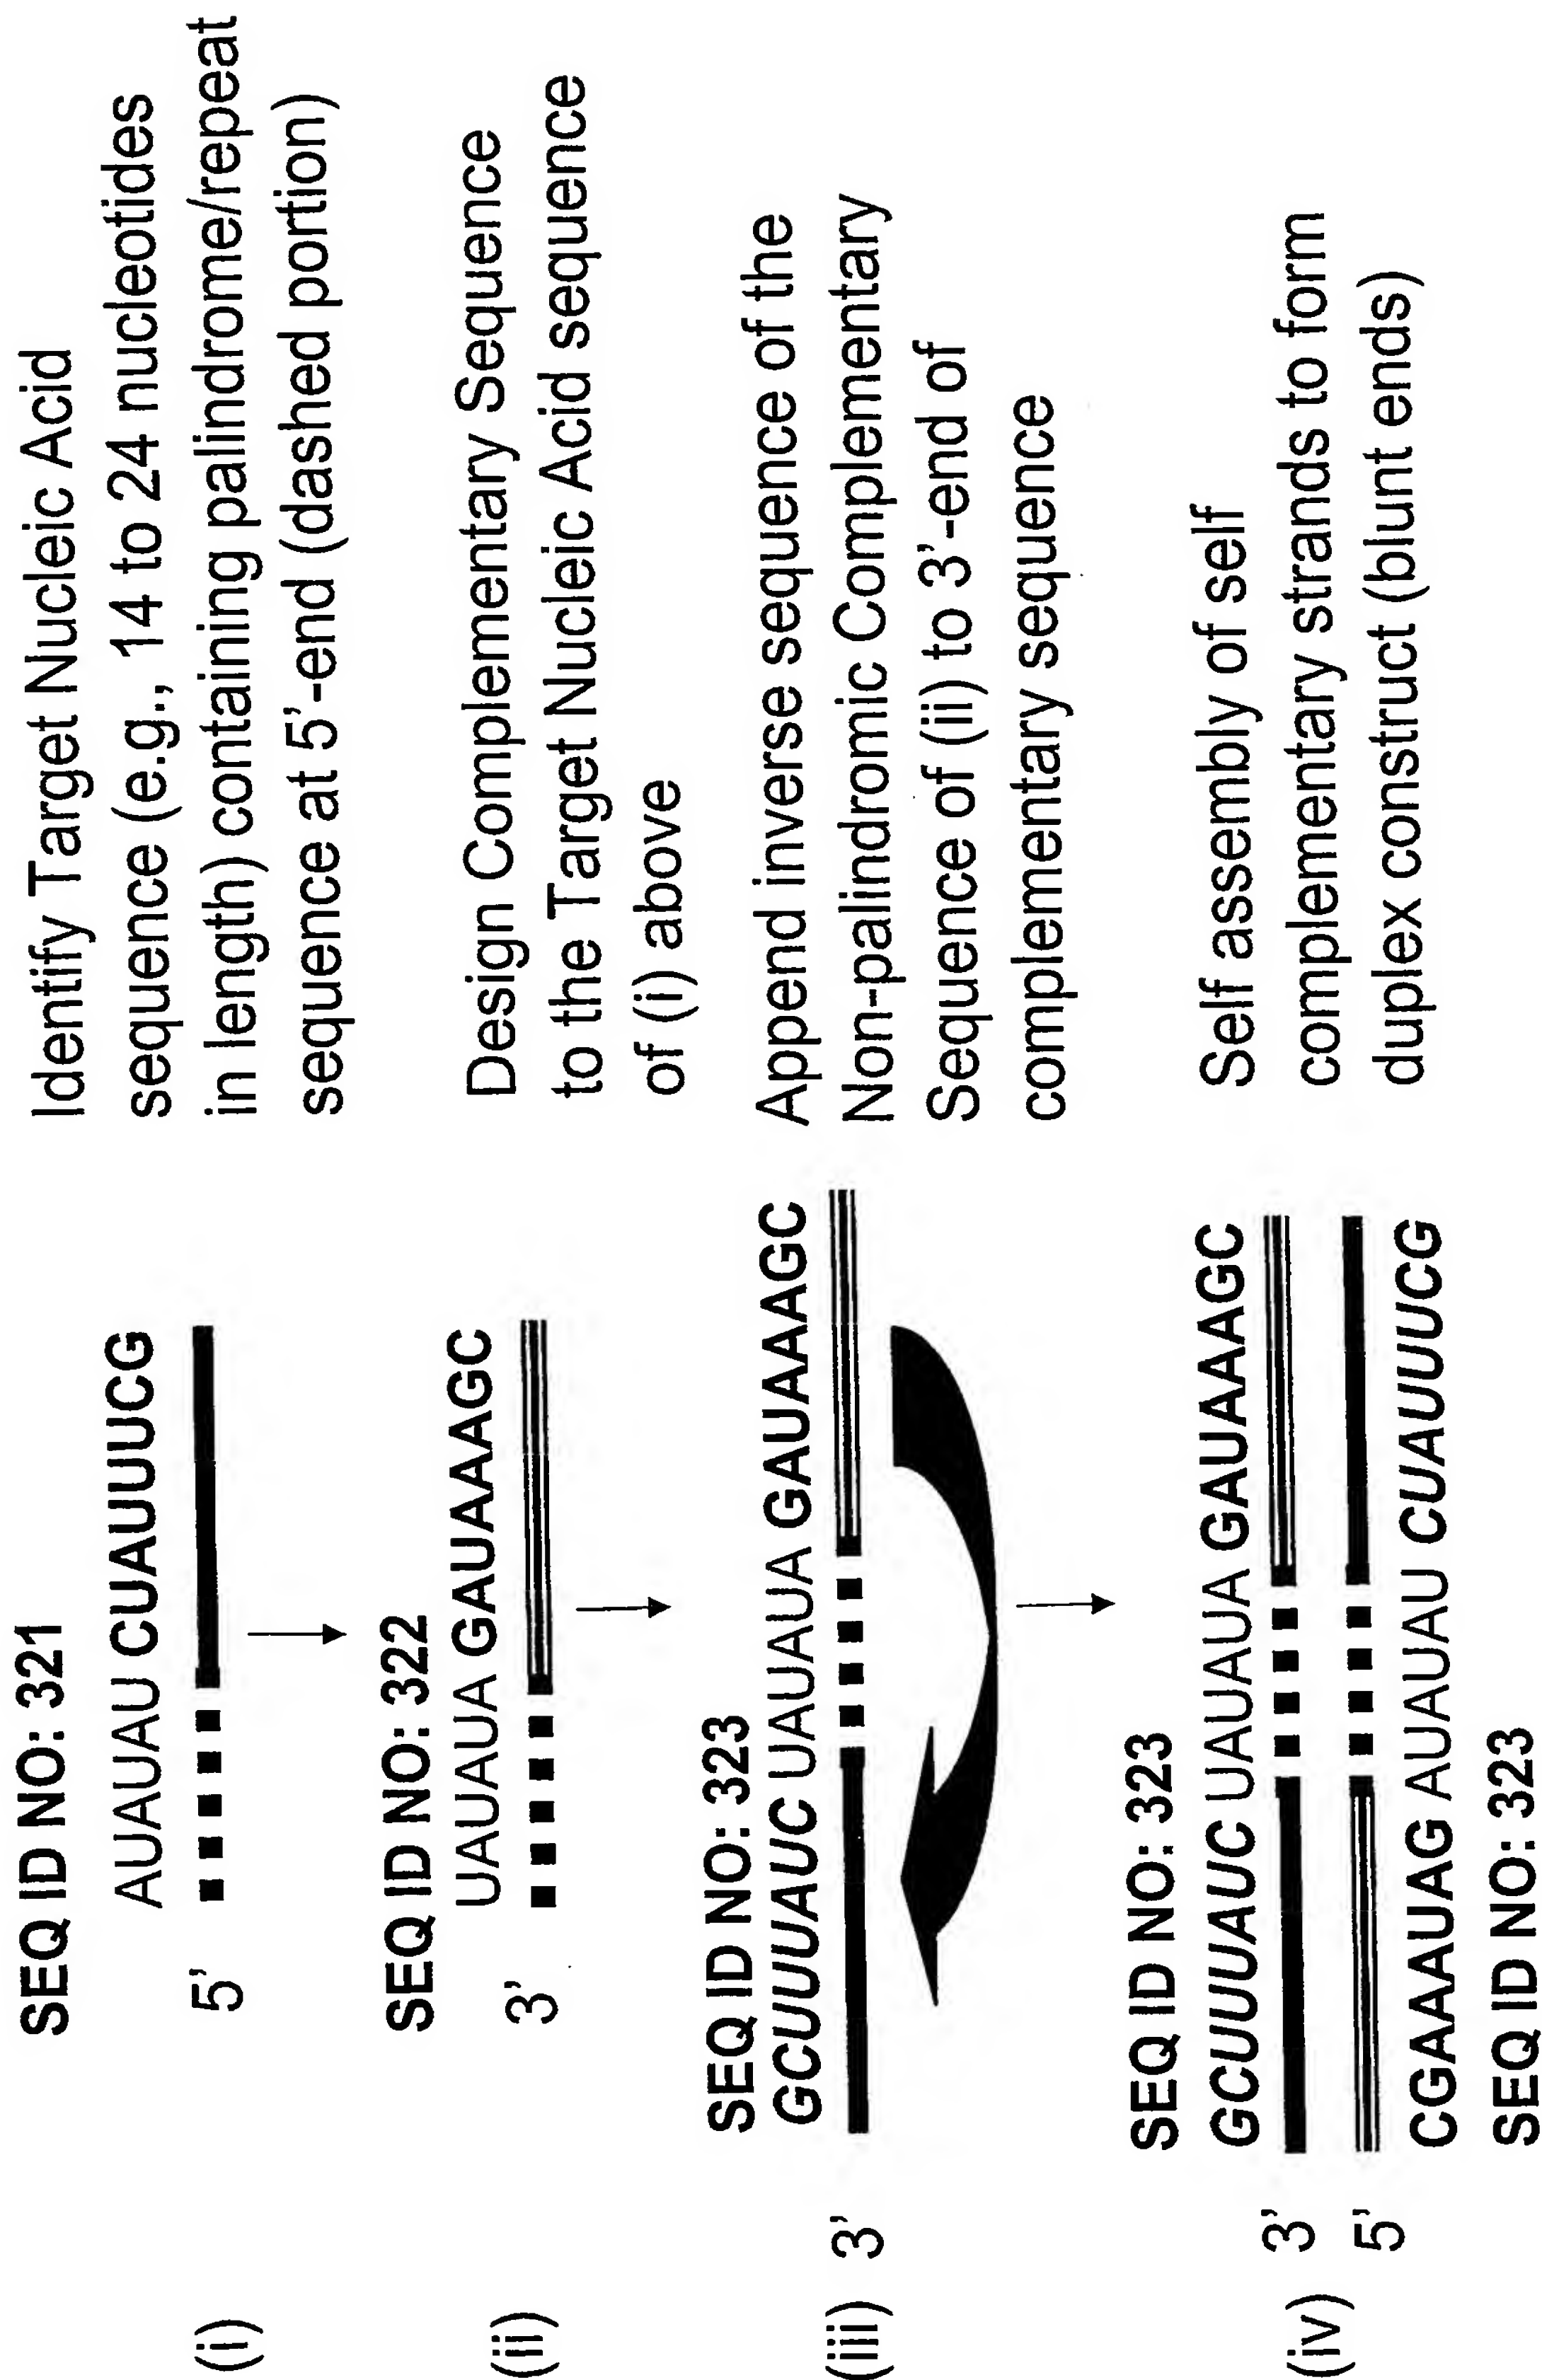 SEQ ID NO: 321
AUAUAU CUAUUUCG
(i) 5'
Identify Target Nucleic Acid
sequence (e.g., 14 to 24 nucleotides
in length) containing palindrome/repeat
sequence at 5'-end (dashed portion)
SEQ ID NO: 322
UAUAUA GAUAAAGC
(ii) 3'
Design Complementary Sequence
to the Target Nucleic Acid sequence
of (i) above
SEQ ID NO: 323
GCUUUAUC UAUAUA GAUAAAGC
(iii) 3'
Append inverse sequence of the
Non-palindromic Complementary
Sequence of (ii) to 3'-end of
complementary sequence
SEQ ID NO: 323
GCUUUAUC UAUAUA GAUAAAGC
3'
(iv)
5'
CGAAAUAG AUAUAU CUAUUUCG
SEQ ID NO: 323
Self assembly of self
complementary strands to form
duplex construct (blunt ends)